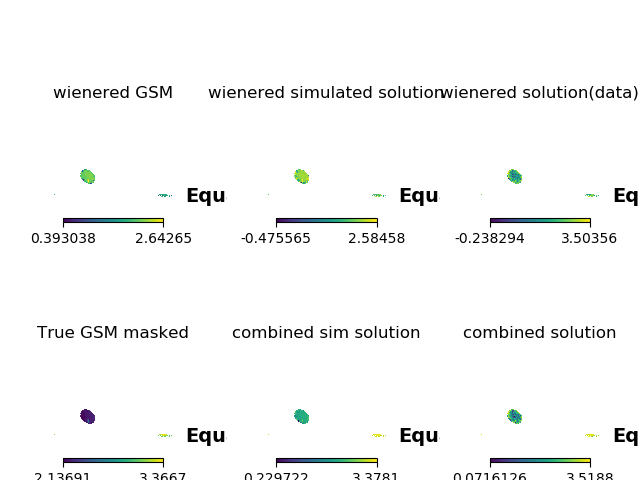 wienered GSM
wienered simulated solution
wienered solution(data)
Equ
Equ
Eq
0.393038 2.64265
-0.475565 2.58458
-0.238294 3.50356
True GSM masked
combined sim solution
combined solution
Equ
Equ
Eq
2.13691 3.3667
0.229722 3.3781
0.0716126 3.5188